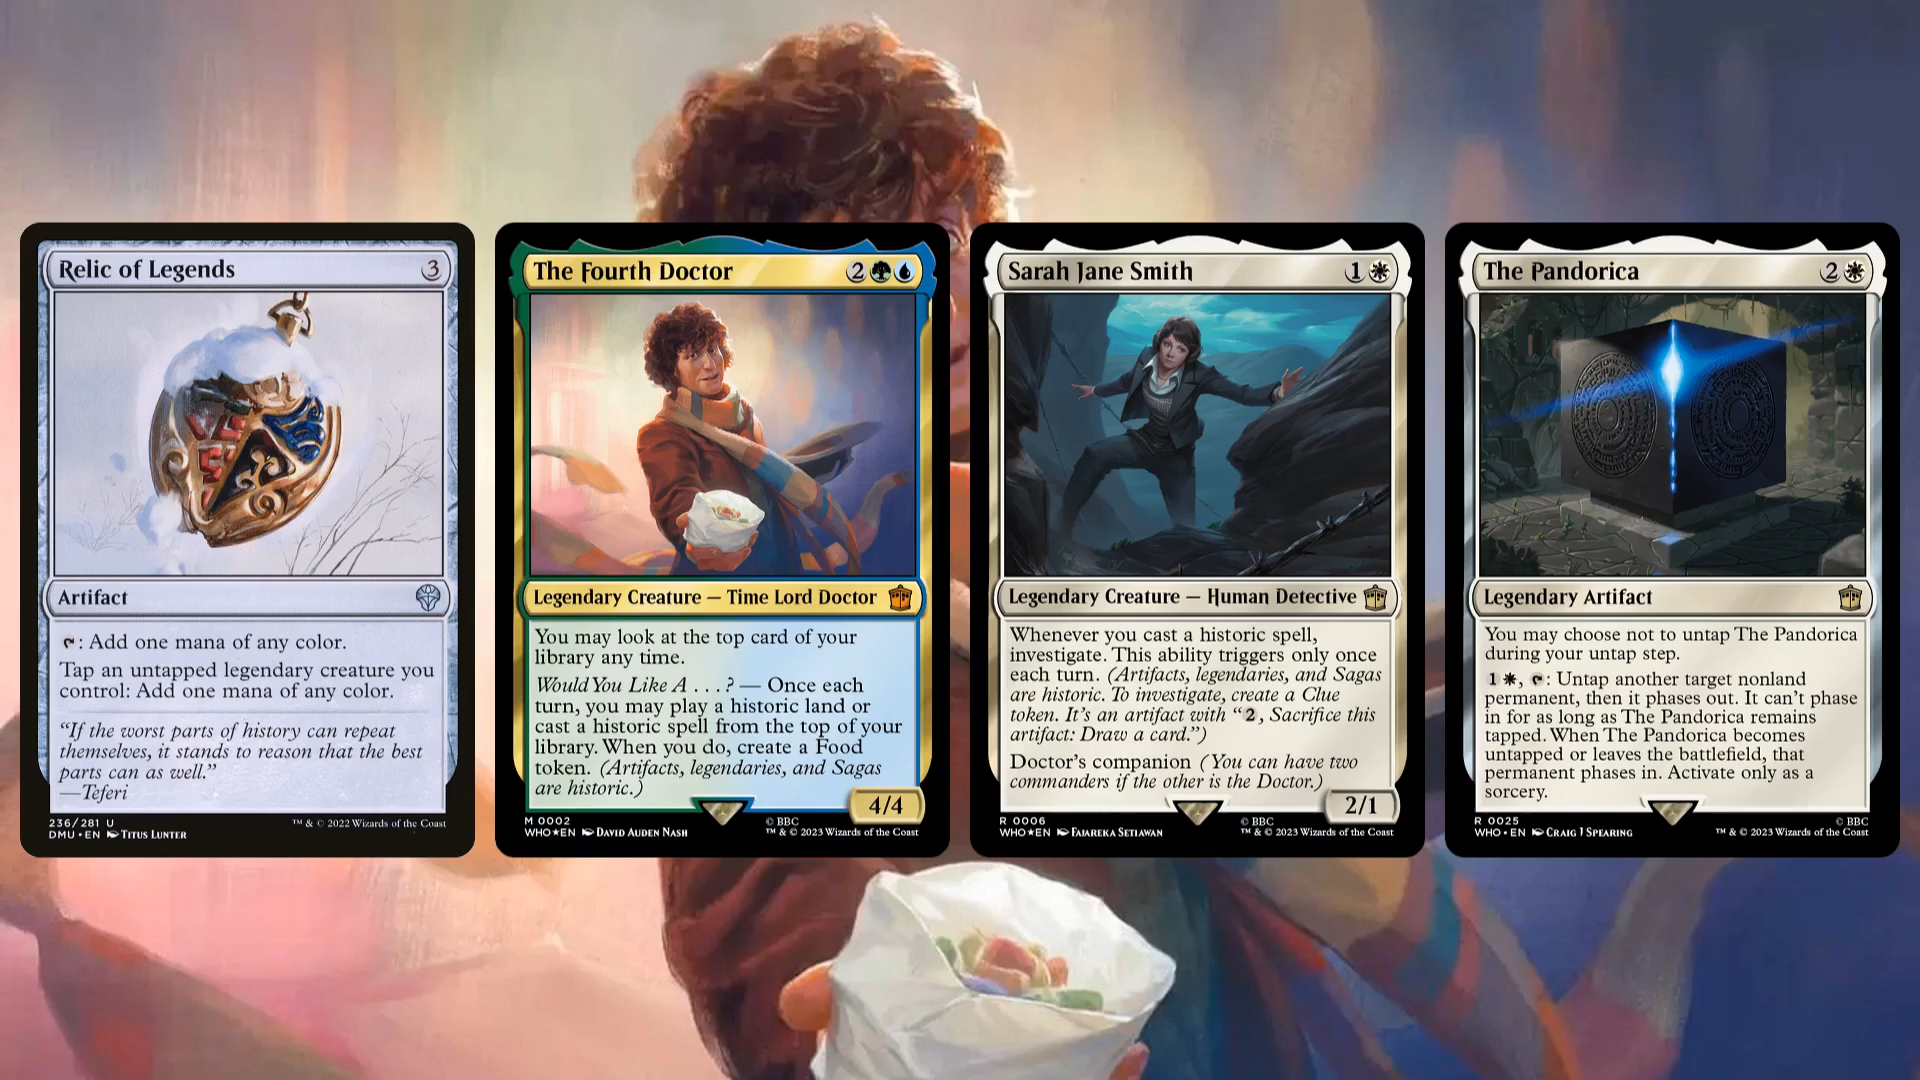 Relic of Legends 3
Artifact
: Add one mana of any color.
Tap an untapped legendary creature you
control: Add one mana of any color.
“If the worst parts of history can repeat
themselves, it stands to reason that the best
parts can as well.”
—Teferi
236/281 U
DMU • EN Titus Lunter
™ & © 2022 Wizards of the Coast
The Fourth Doctor 2
Legendary Creature — Time Lord Doctor
You may look at the top card of your
library any time.
Would You Like A . . . ? — Once each
turn, you may play a historic land or
cast a historic spell from the top of your
library. When you do, create a Food
token. (Artifacts, legendaries, and Sagas
are historic.)
4/4
M 0002
WHO★EN David Auden Nash
© BBC
™ & © 2023 Wizards of the Coast
Sarah Jane Smith 1
Legendary Creature — Human Detective
Whenever you cast a historic spell,
investigate. This ability triggers only once
each turn. (Artifacts, legendaries, and Sagas
are historic. To investigate, create a Clue
token. It’s an artifact with “2, Sacrifice this
artifact: Draw a card.”)
Doctor’s companion (You can have two
commanders if the other is the Doctor.)
2/1
R 0006
WHO★EN Fajareka Setiawan
© BBC
™ & © 2023 Wizards of the Coast
The Pandorica 2
Legendary Artifact
You may choose not to untap The Pandorica
during your untap step.
1 , : Untap another target nonland
permanent, then it phases out. It can’t phase
in for as long as The Pandorica remains
tapped. When The Pandorica becomes
untapped or leaves the battlefield, that
permanent phases in. Activate only as a
sorcery.
R 0025
WHO • EN Craig J Spearing
© BBC
™ & © 2023 Wizards of the Coast